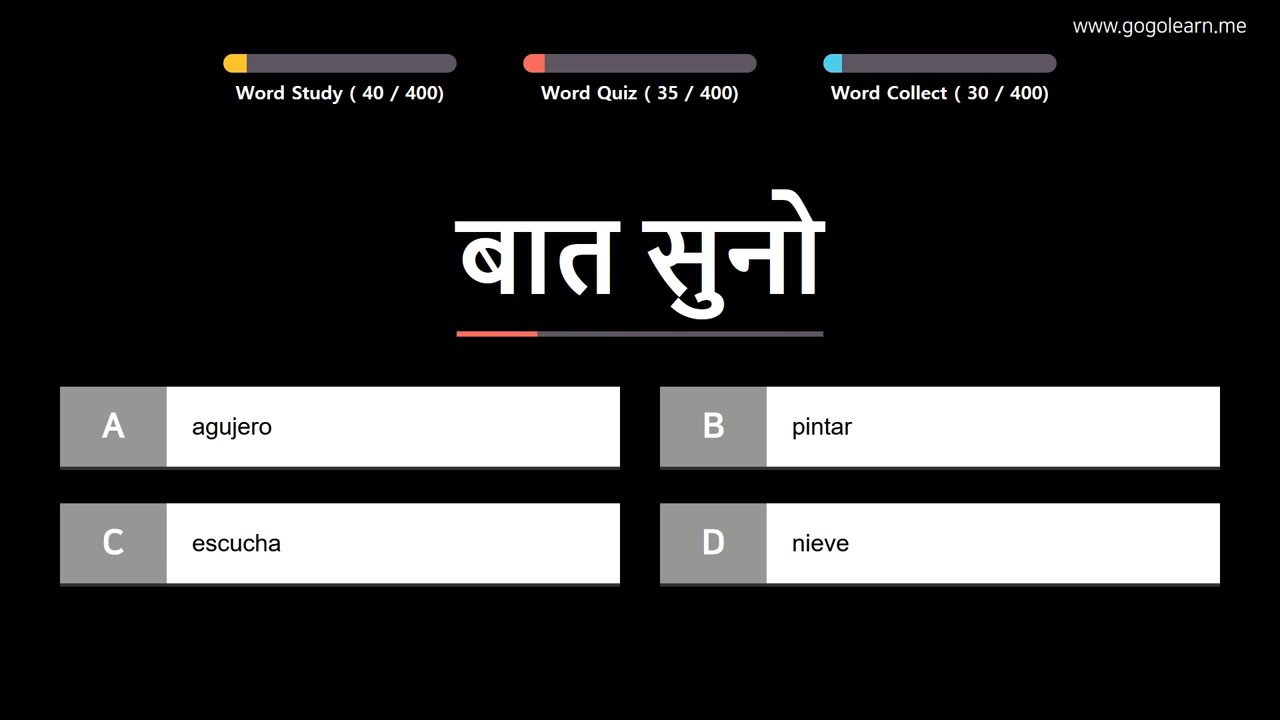 www.gogolearn.me
Word Study ( 40 / 400)
Word Quiz ( 35 / 400)
Word Collect ( 30 / 400)
बात सुनो
A agujero
B pintar
C escucha
D nieve